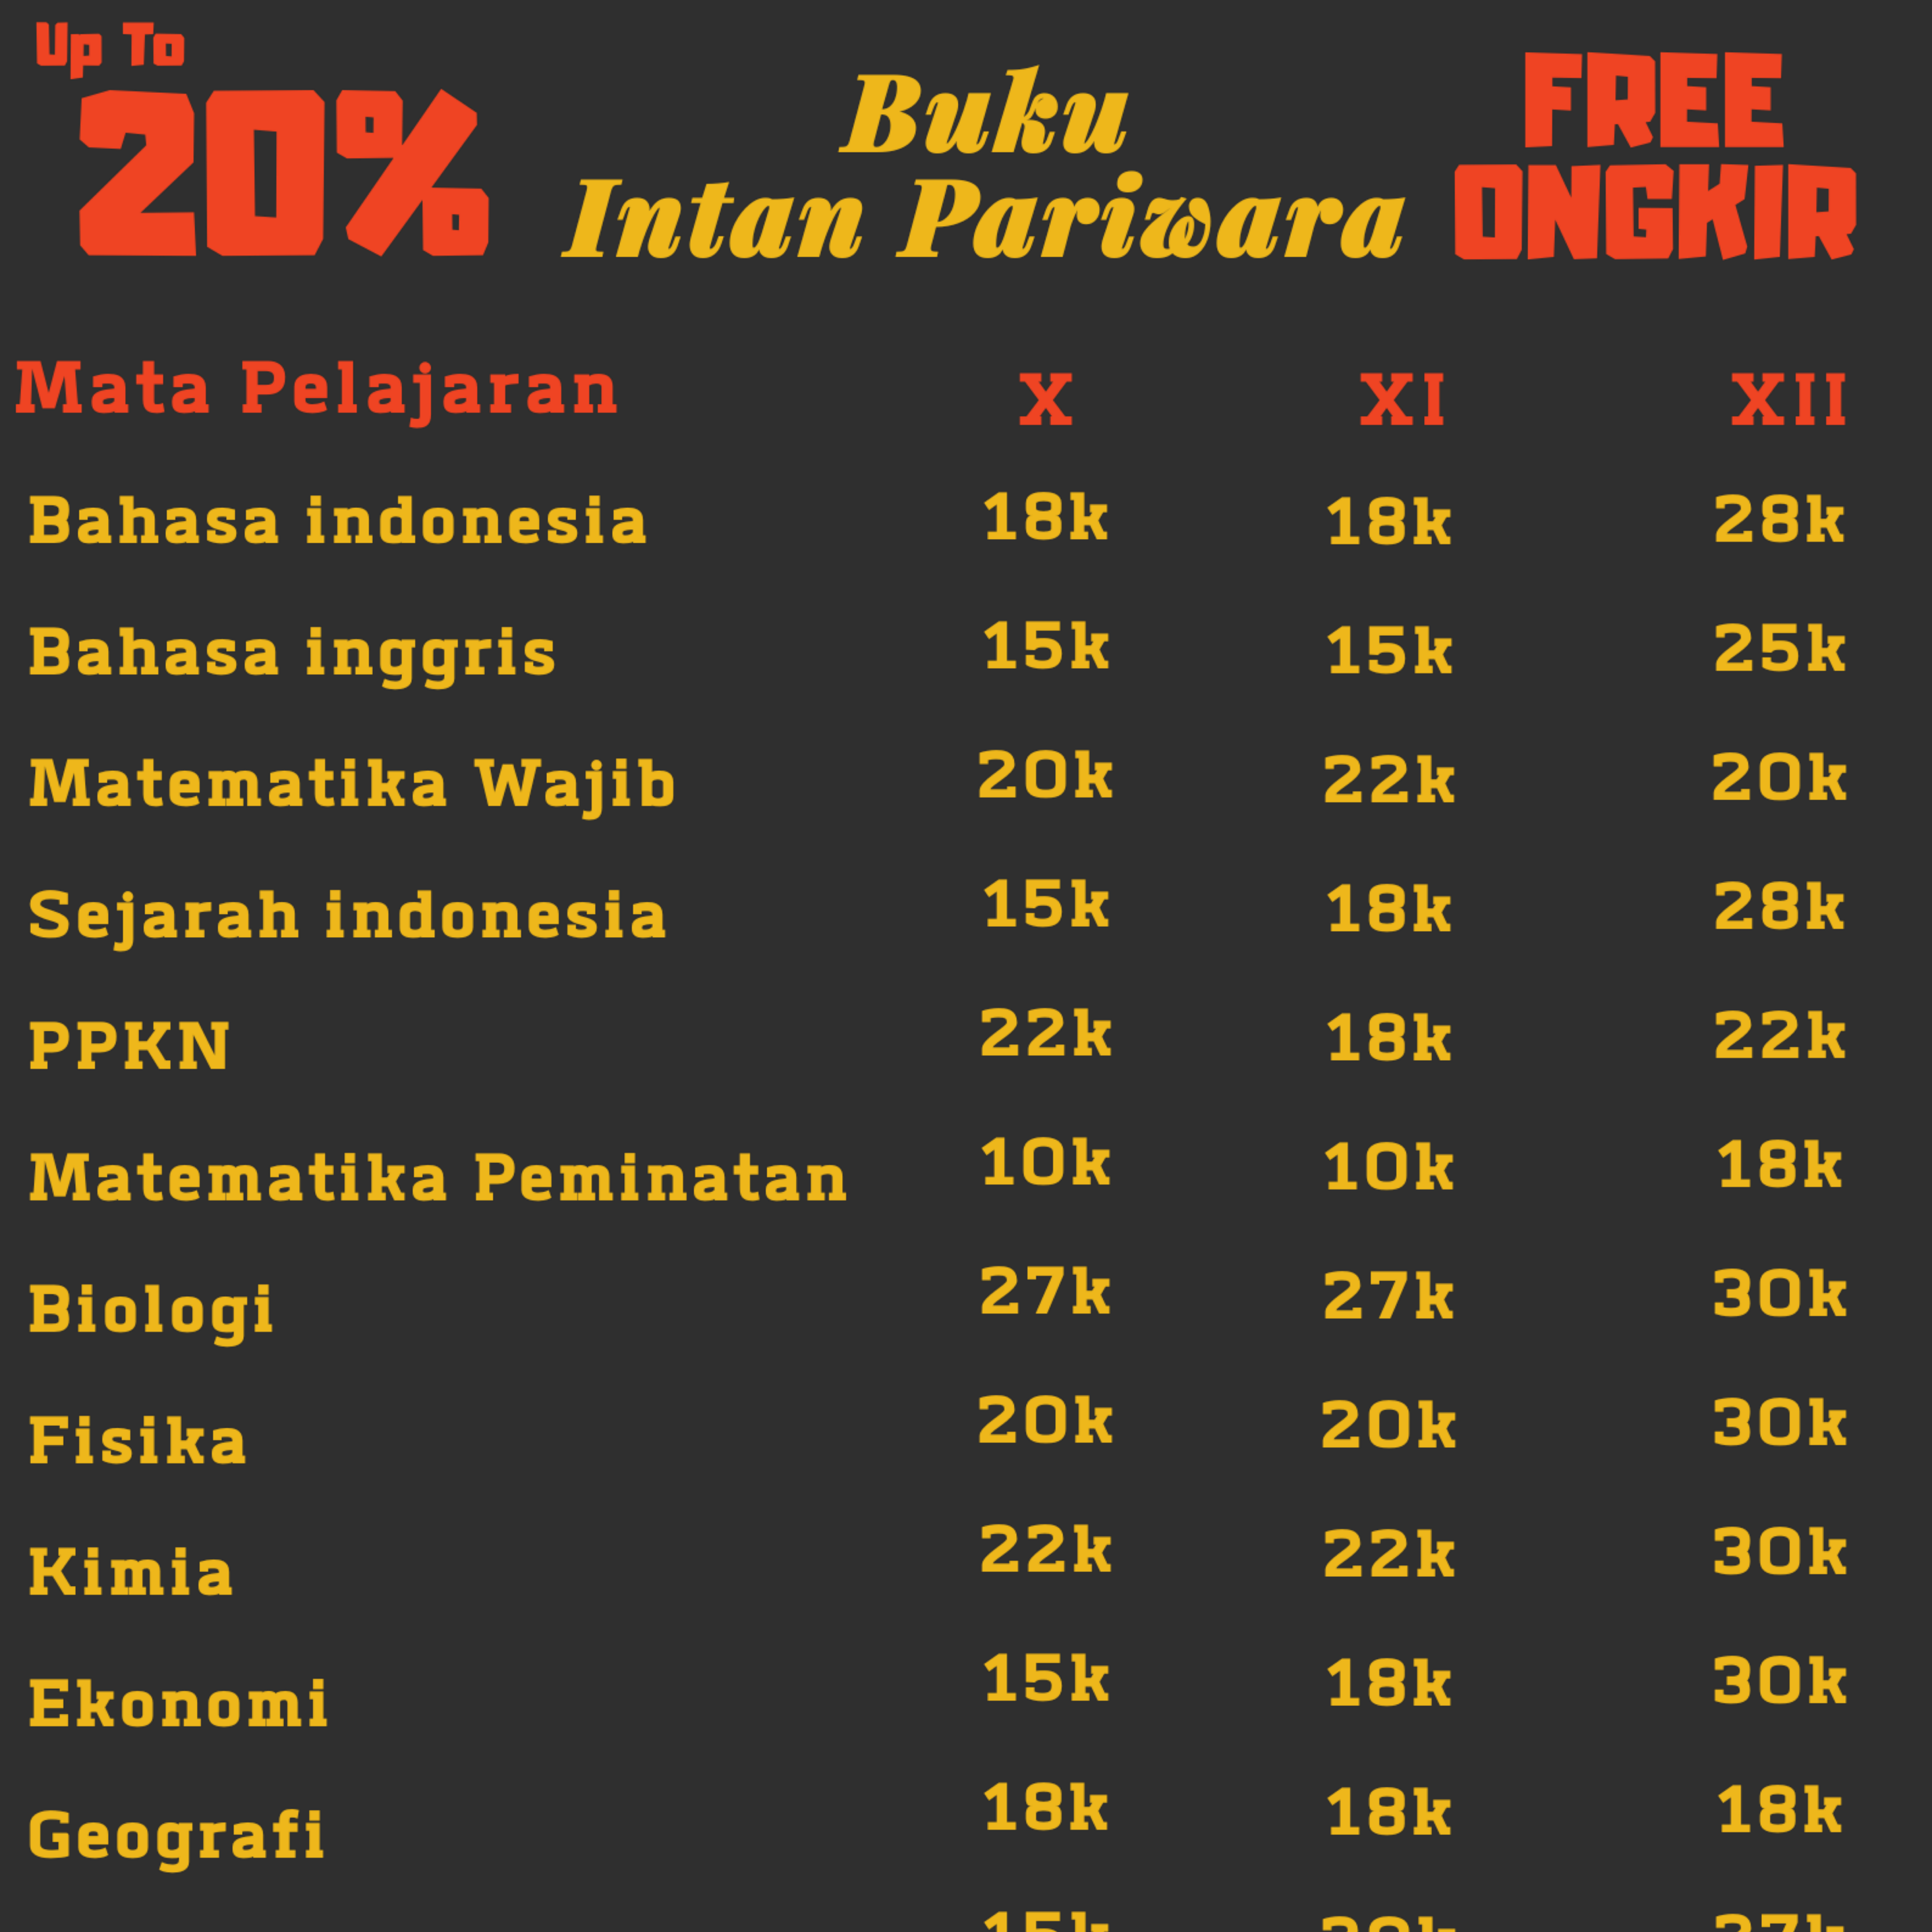 Up To
20%
Buku
Intan Pariwara
FREE
ONGKIR
Mata Pelajaran X XI XII
Bahasa indonesia 18k 18k 28k
Bahasa inggris 15k 15k 25k
Matematika Wajib 20k 22k 20k
Sejarah indonesia 15k 18k 28k
PPKN 22k 18k 22k
Matematika Peminatan 10k 10k 18k
Biologi 27k 27k 30k
Fisika 20k 20k 30k
Kimia 22k 22k 30k
Ekonomi 15k 18k 30k
Geografi 18k 18k 18k